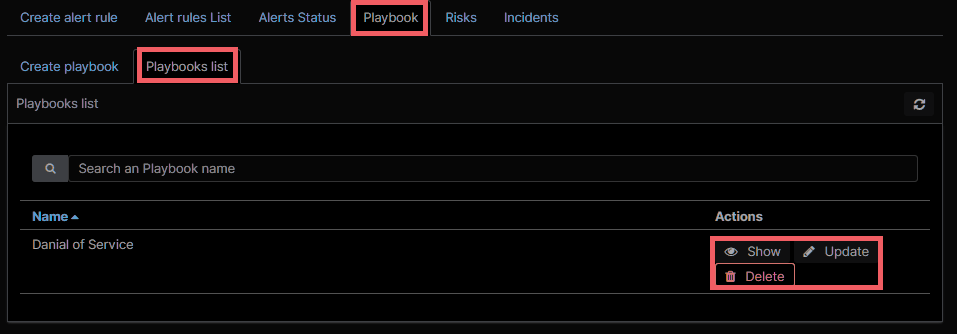 Create alert rule Alert rules List Alerts Status Playbook Risks Incidents
Create playbook Playbooks list
Playbooks list
Search an Playbook name
Name Actions
Danial of Service
Show Update
Delete